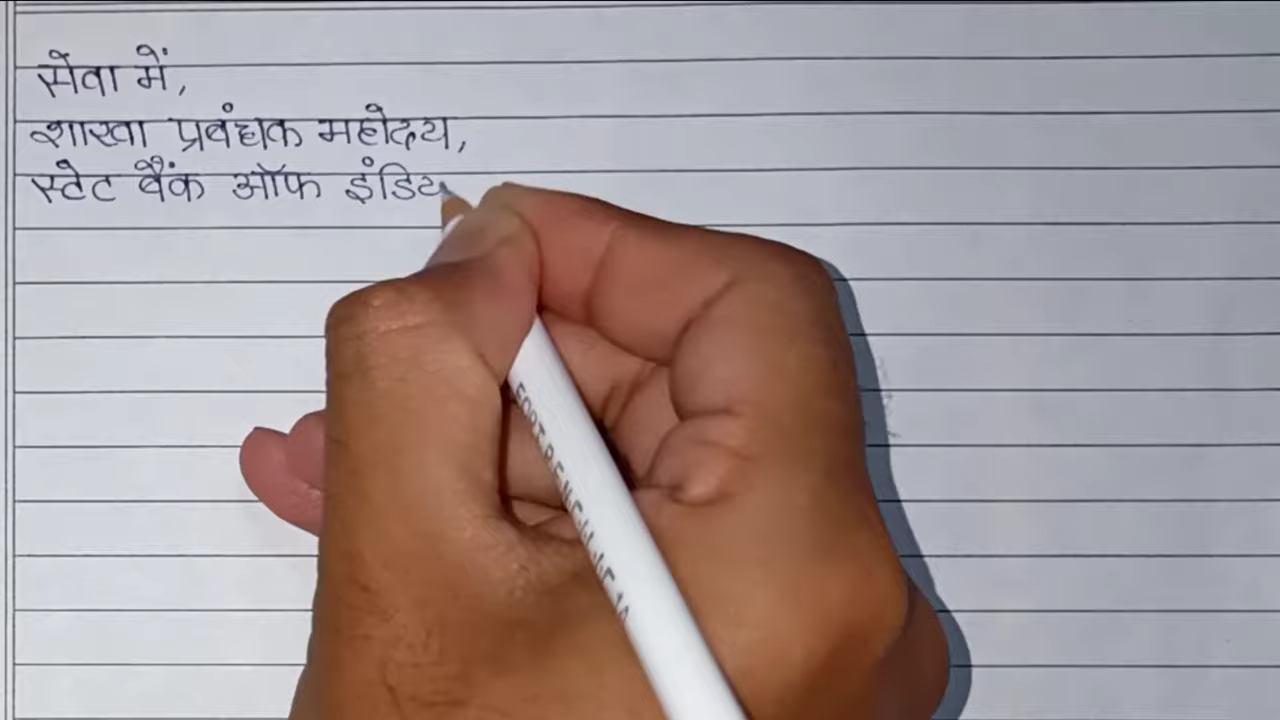 सेवा में,
शाखा प्रबंधक महोदय,
स्टेट बैंक ऑफ इंडिय